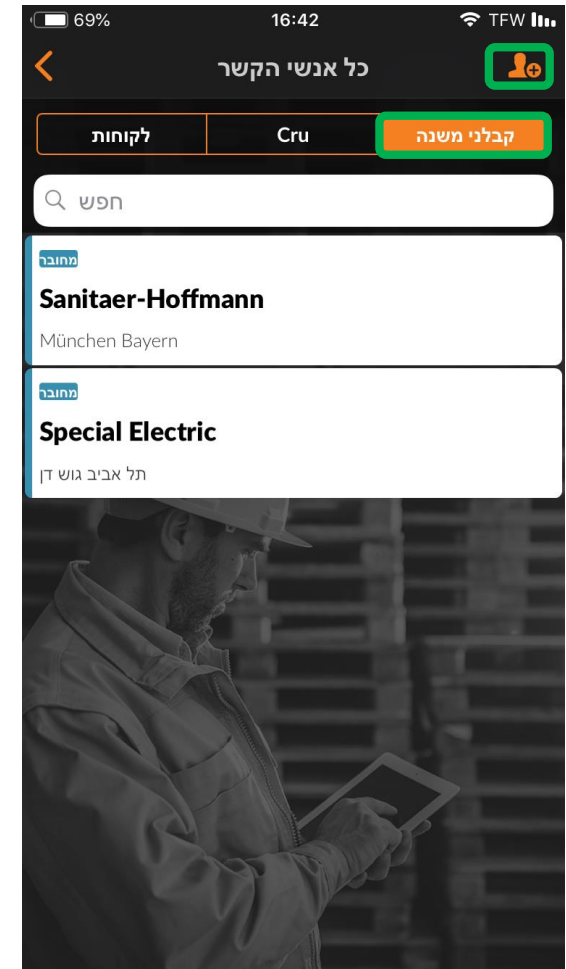 69% 16:42 TFW
כל אנשי הקשר
קבלני משנה Cru לקוחות
חפש
מחובר
Sanitaer-Hoffmann
München Bayern
מחובר
Special Electric
תל אביב גוש דן